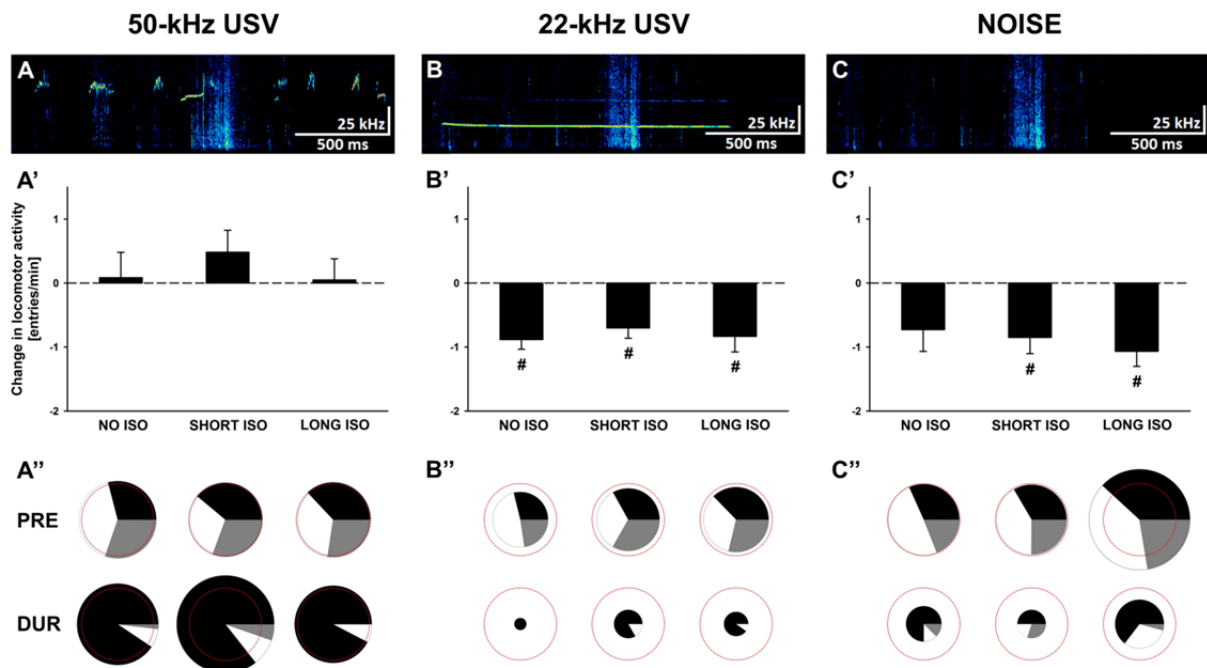 50-kHz USV
22-kHz USV
NOISE
A
25 kHz
500 ms
B
25 kHz
500 ms
C
25 kHz
500 ms
A’
Change in locomotor activity
[entries/min]
1
0
-1
-2
NO ISO SHORT ISO LONG ISO
B’
1
0
-1
-2
# # #
NO ISO SHORT ISO LONG ISO
C’
1
0
-1
-2
# #
NO ISO SHORT ISO LONG ISO
A’’
B’’
C’’
PRE
DUR